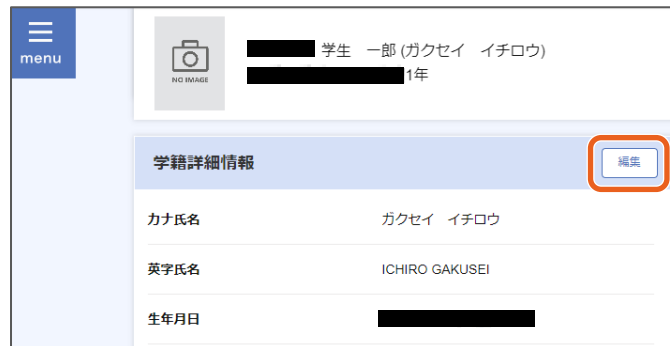 menu
NO IMAGE
学生　一郎 (ガクセイ　イチロウ)
1年
学籍詳細情報
編集
カナ氏名 ガクセイ　イチロウ
英字氏名 ICHIRO GAKUSEI
生年月日